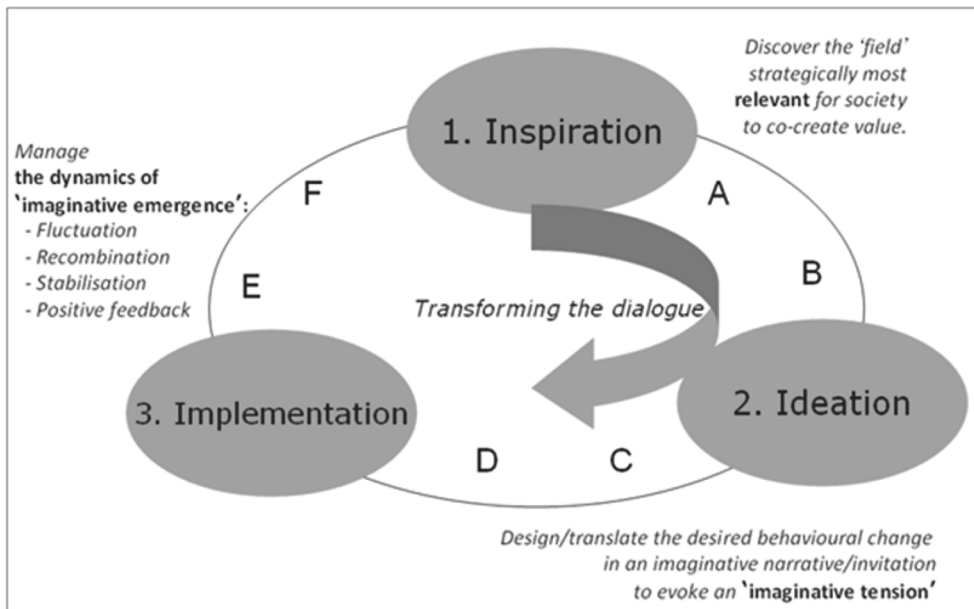 1. Inspiration
Discover the ‘field’
strategically most
relevant for society
to co-create value.
A
B
2. Ideation
Transforming the dialogue
C
D
Design/translate the desired behavioural change
in an imaginative narrative/invitation
to evoke an ‘imaginative tension’
3. Implementation
E
F
Manage
the dynamics of
‘imaginative emergence’:
- Fluctuation
- Recombination
- Stabilisation
- Positive feedback